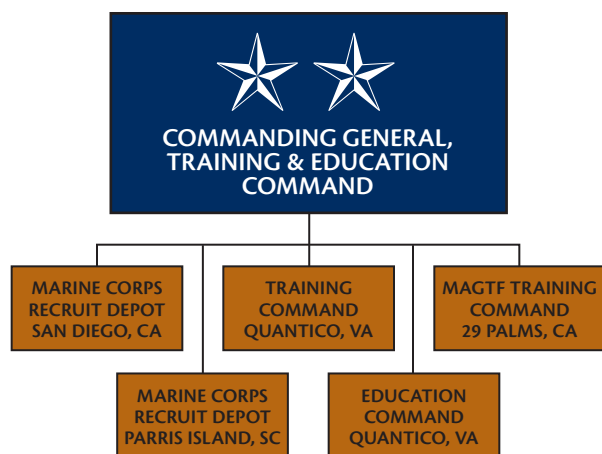 COMMANDING GENERAL,
TRAINING & EDUCATION
COMMAND
MARINE CORPS
RECRUIT DEPOT
SAN DIEGO, CA
TRAINING
COMMAND
QUANTICO, VA
MAGTF TRAINING
COMMAND
29 PALMS, CA
MARINE CORPS
RECRUIT DEPOT
PARRIS ISLAND, SC
EDUCATION
COMMAND
QUANTICO, VA